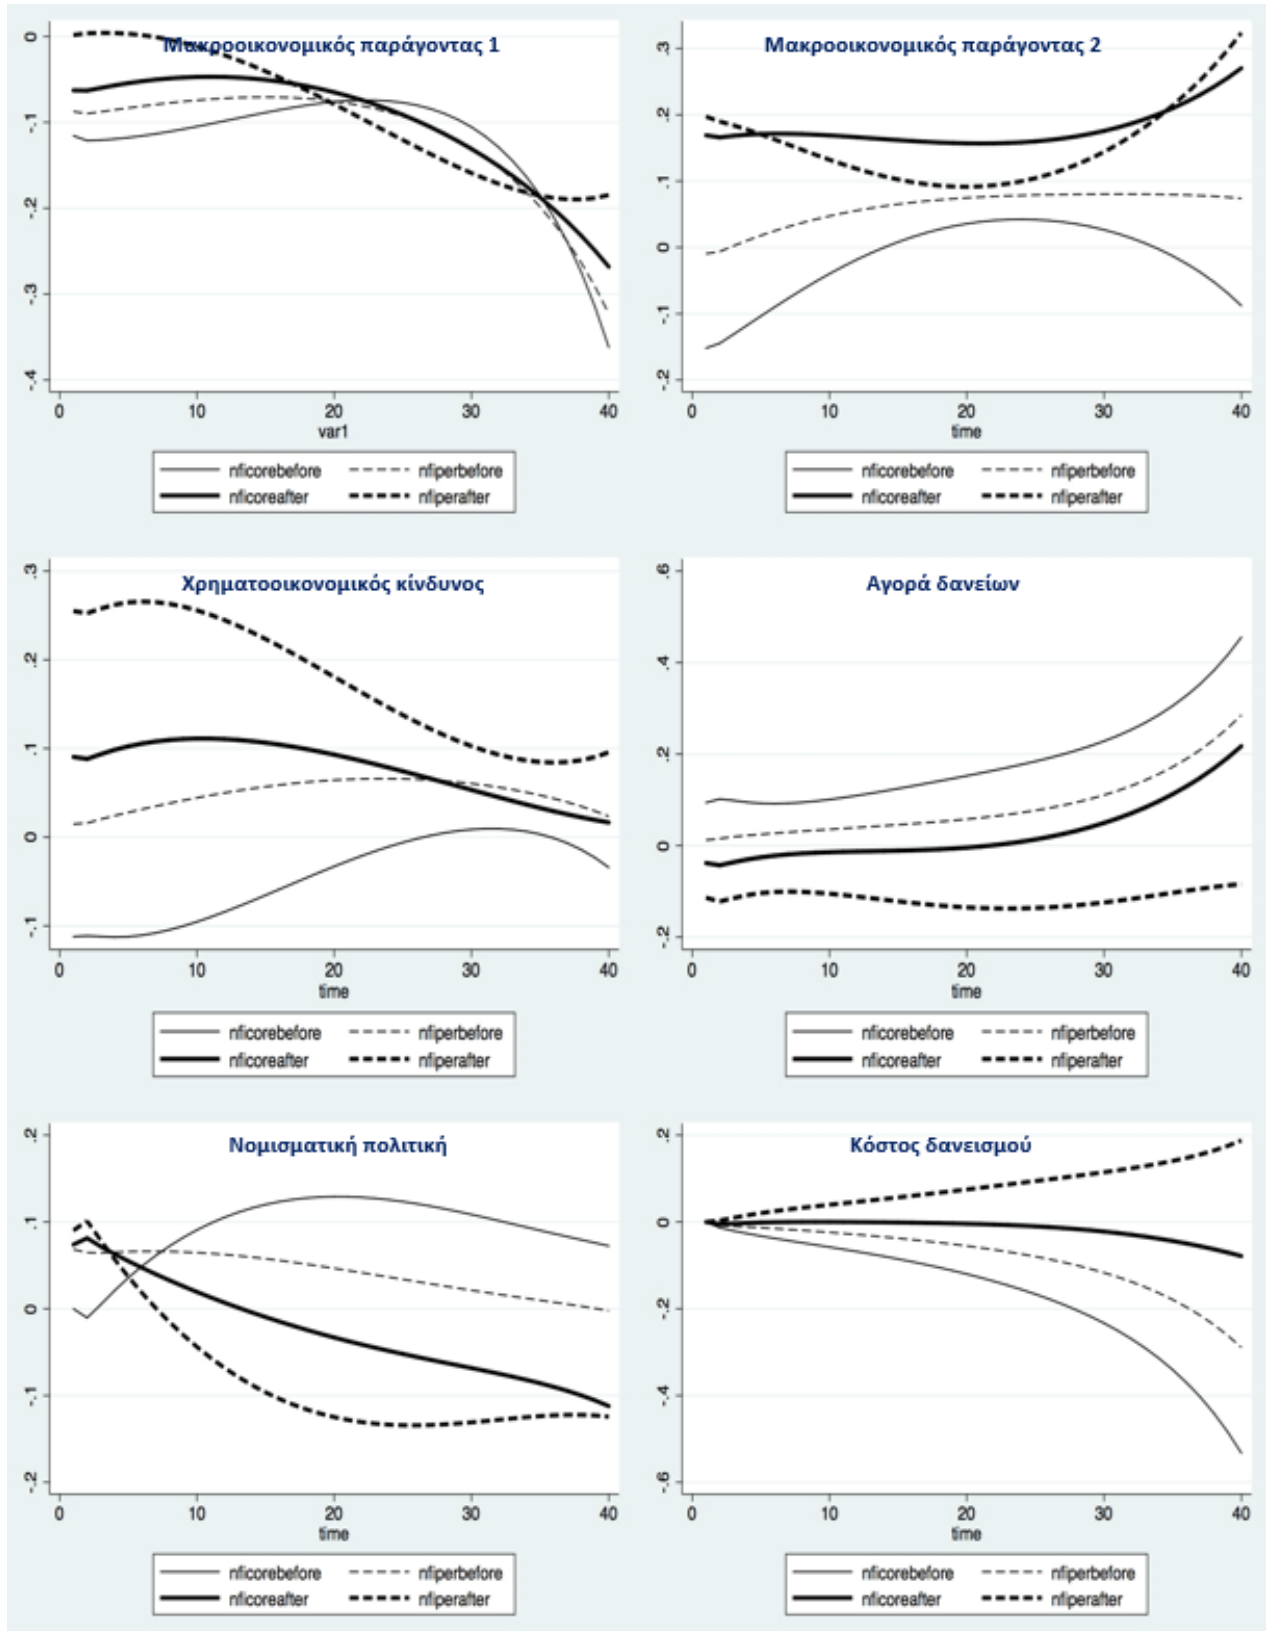 Μακροοικονομικός παράγοντας 1
0
-.1
-.2
-.3
-.4
0 10 20 30 40
var1
nficorebefore nfiperbefore
nficoreafter nfiperafter
Μακροοικονομικός παράγοντας 2
.3
.2
.1
0
-.1
-.2
0 10 20 30 40
time
nficorebefore nfiperbefore
nficoreafter nfiperafter
Χρηματοοικονομικός κίνδυνος
.3
.2
.1
0
-.1
0 10 20 30 40
time
nficorebefore nfiperbefore
nficoreafter nfiperafter
Αγορά δανείων
.6
.4
.2
0
-.2
0 10 20 30 40
time
nficorebefore nfiperbefore
nficoreafter nfiperafter
Νομισματική πολιτική
.2
.1
0
-.1
-.2
0 10 20 30 40
time
nficorebefore nfiperbefore
nficoreafter nfiperafter
Κόστος δανεισμού
.2
0
-.2
-.4
-.6
0 10 20 30 40
time
nficorebefore nfiperbefore
nficoreafter nfiperafter